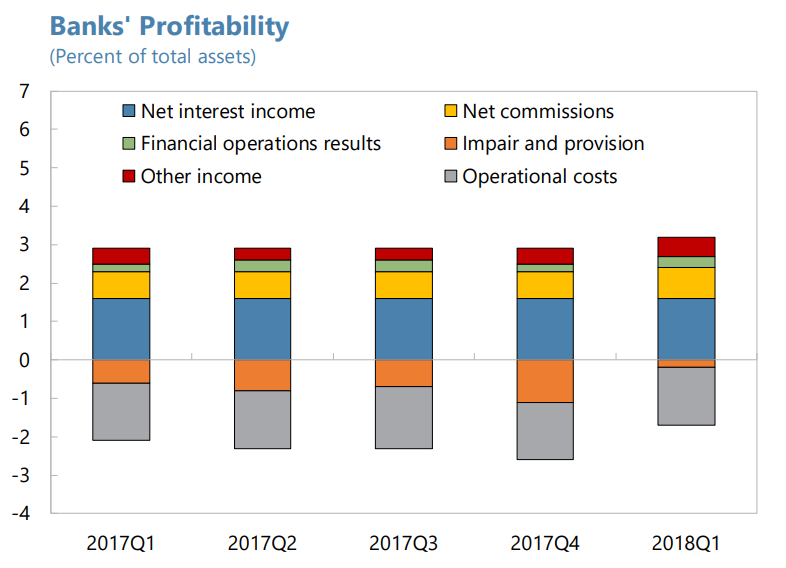 Banks' Profitability
(Percent of total assets)
7
6
5
4
3
2
1
0
-1
-2
-3
-4
Net interest income
Net commissions
Financial operations results
Impair and provision
Other income
Operational costs
2017Q1
2017Q2
2017Q3
2017Q4
2018Q1